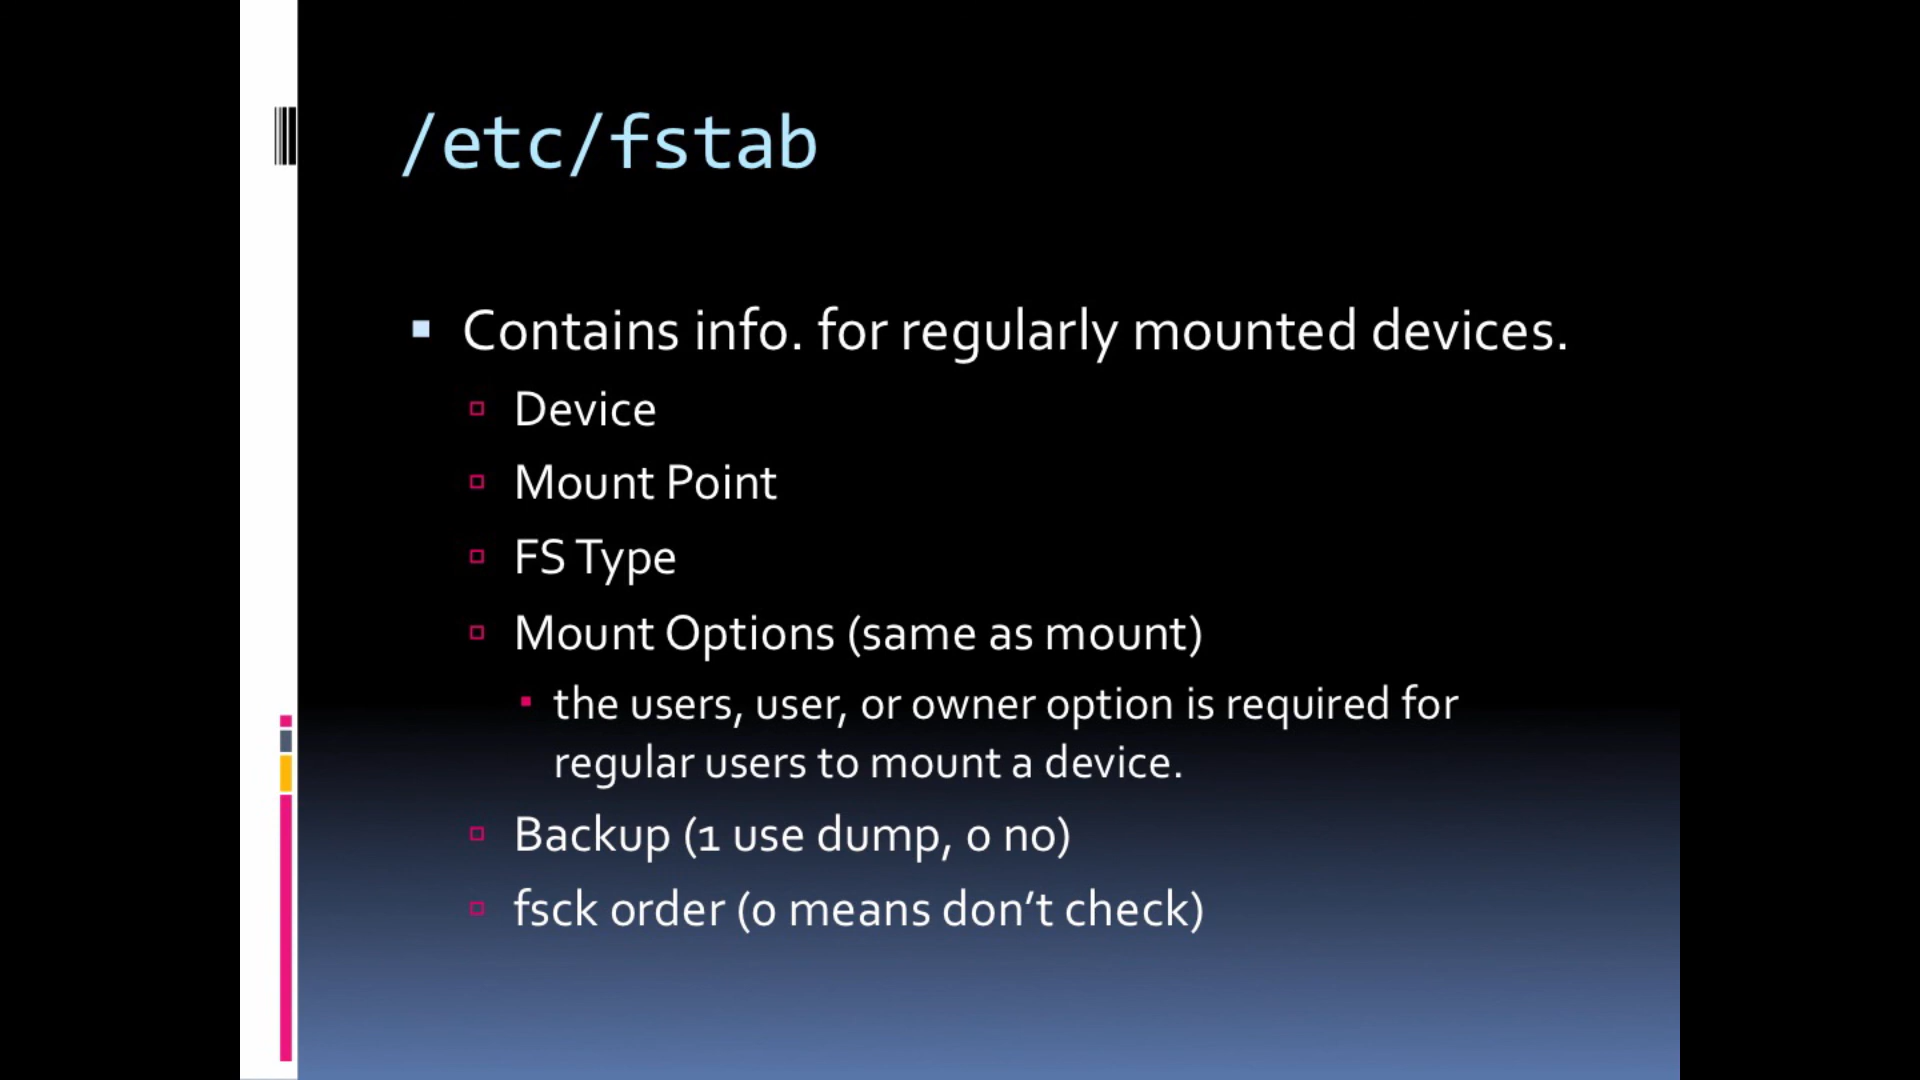 /etc/fstab
Contains info. for regularly mounted devices.
Device
Mount Point
FS Type
Mount Options (same as mount)
the users, user, or owner option is required for
regular users to mount a device.
Backup (1 use dump, 0 no)
fsck order (0 means don’t check)